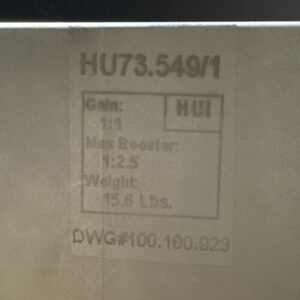 HU73.549/1
Gain: HUI
1:1
Max Booster:
1:2.5
Weight:
15.6 Lbs.
DWG#100.100.923